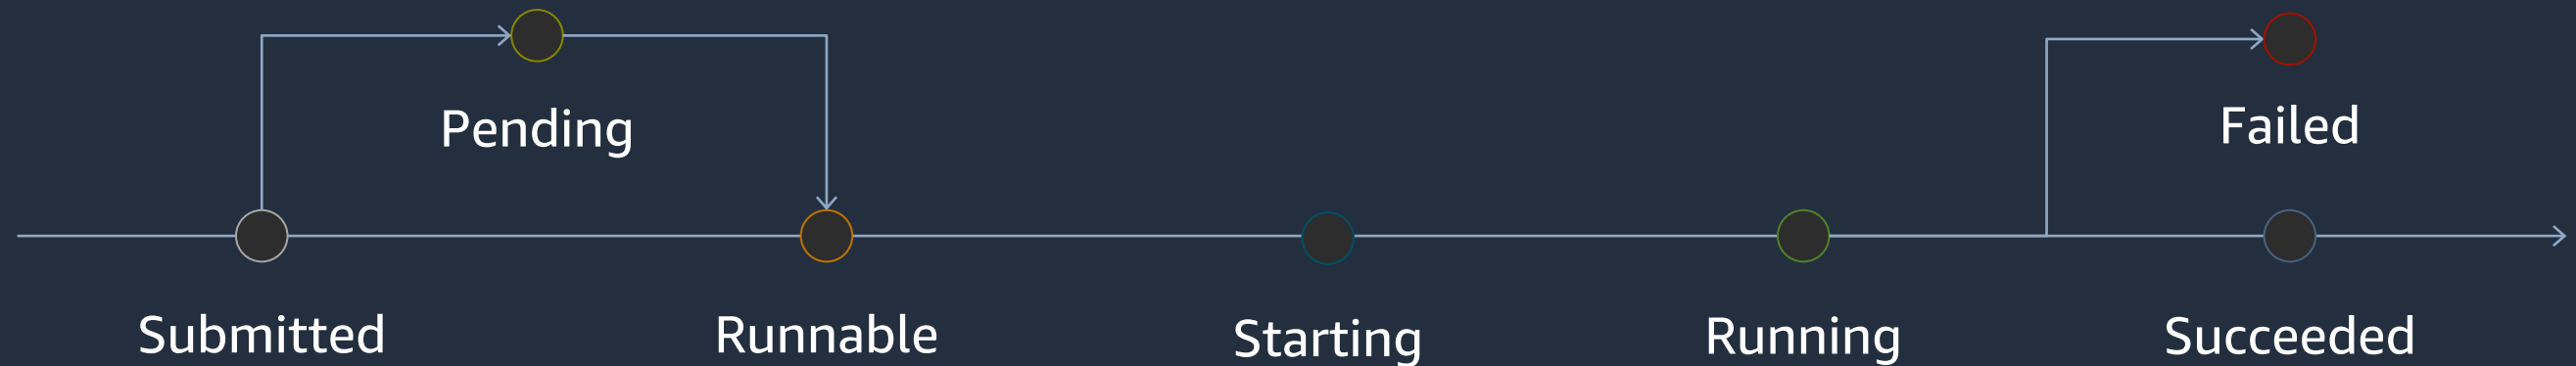 Pending
Failed
Submitted
Runnable
Starting
Running
Succeeded